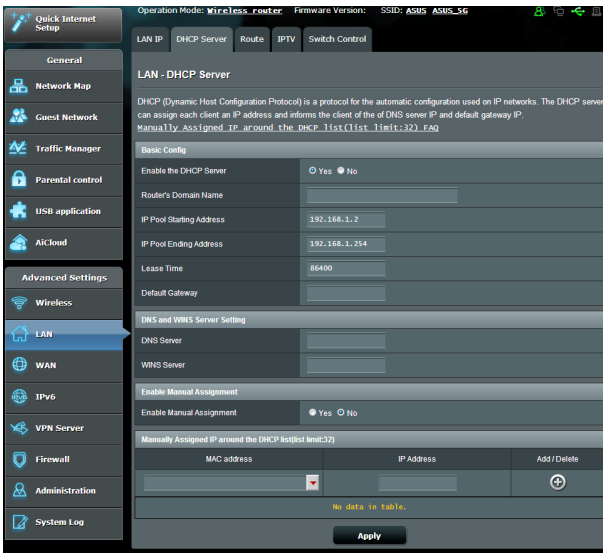 Quick Internet
Setup
General
Network Map
Guest Network
Traffic Manager
Parental control
USB application
AiCloud
Advanced Settings
Wireless
LAN
WAN
IPv6
VPN Server
Firewall
Administration
System Log
Operation Mode: Wireless router Firmware Version: SSID: ASUS ASUS_5G
LAN IP DHCP Server Route IPTV Switch Control
LAN - DHCP Server
DHCP (Dynamic Host Configuration Protocol) is a protocol for the automatic configuration used on IP networks. The DHCP server
can assign each client an IP address and informs the client of the of DNS server IP and default gateway IP.
Manually Assigned IP around the DHCP list(list limit:32) FAQ
Basic Config
Enable the DHCP Server Yes No
Router's Domain Name
IP Pool Starting Address 192.168.1.2
IP Pool Ending Address 192.168.1.254
Lease Time 86400
Default Gateway
DNS and WINS Server Setting
DNS Server
WINS Server
Enable Manual Assignment
Enable Manual Assignment Yes No
Manually Assigned IP around the DHCP list(list limit:32)
MAC address IP Address Add / Delete
No data in table.
Apply